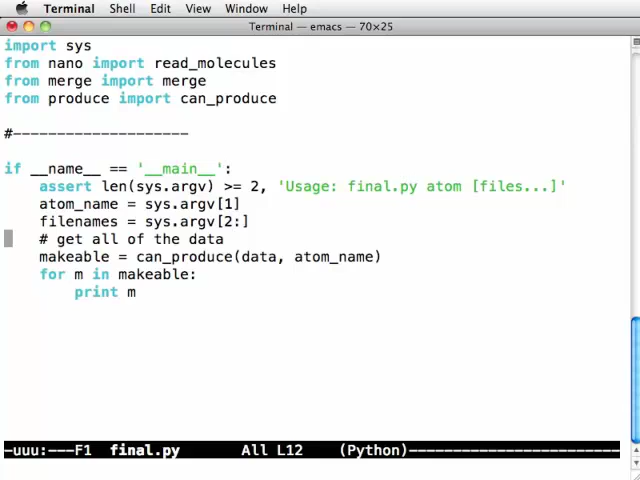 Terminal Shell Edit View Window Help
Terminal — emacs — 70×25
import sys
from nano import read_molecules
from merge import merge
from produce import can_produce
#--------------------
if __name__ == '__main__':
    assert len(sys.argv) >= 2, 'Usage: final.py atom [files...]'
    atom_name = sys.argv[1]
    filenames = sys.argv[2:]
    # get all of the data
    makeable = can_produce(data, atom_name)
    for m in makeable:
        print m
-uuu:---F1  final.py       All L12    (Python)------------------------